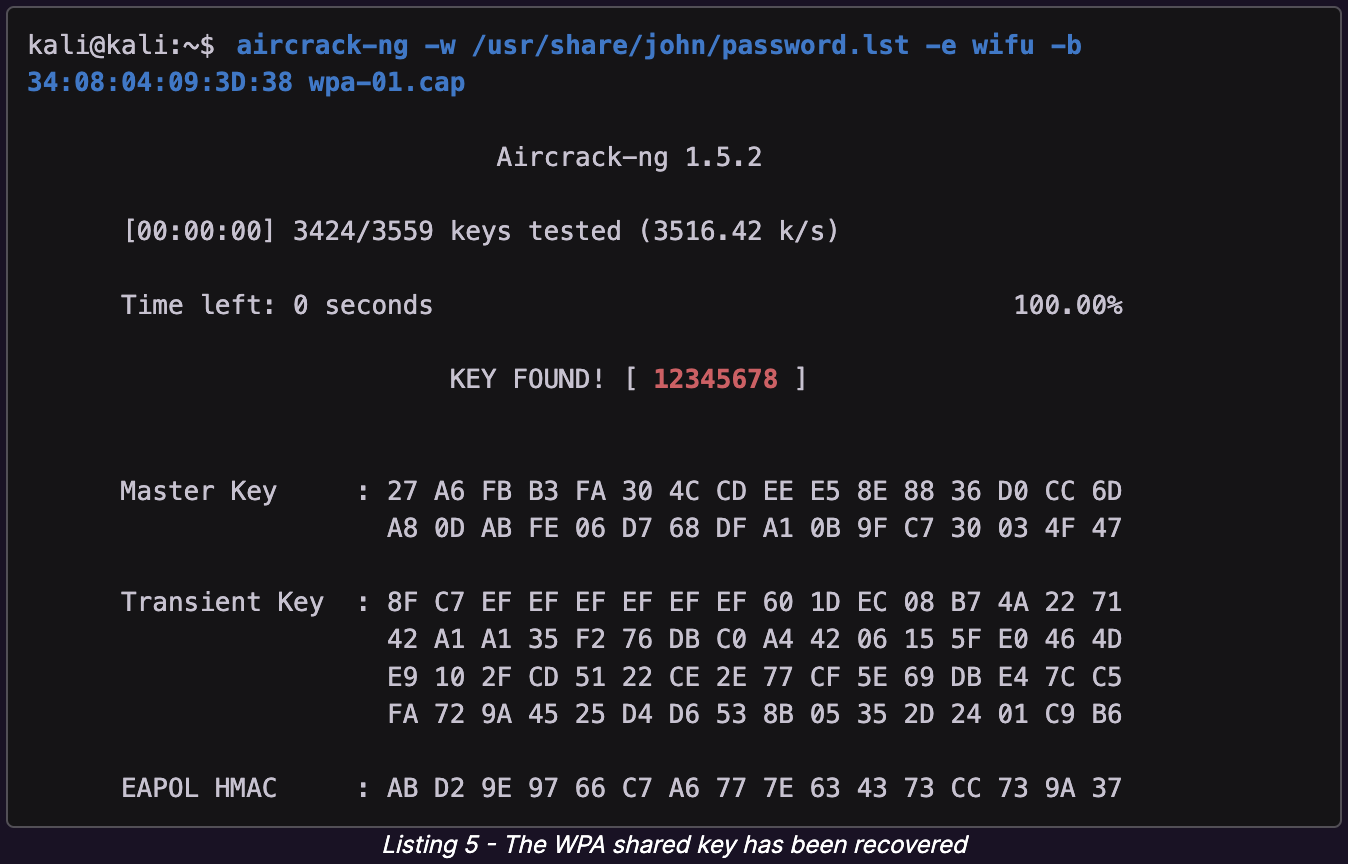 kali@kali:~$ aircrack-ng -w /usr/share/john/password.lst -e wifu -b
34:08:04:09:3D:38 wpa-01.cap
Aircrack-ng 1.5.2
[00:00:00] 3424/3559 keys tested (3516.42 k/s)
Time left: 0 seconds 100.00%
KEY FOUND! [ 12345678 ]
Master Key : 27 A6 FB B3 FA 30 4C CD EE E5 8E 88 36 D0 CC 6D
A8 0D AB FE 06 D7 68 DF A1 0B 9F C7 30 03 4F 47
Transient Key : 8F C7 EF EF EF EF EF EF 60 1D EC 08 B7 4A 22 71
42 A1 A1 35 F2 76 DB C0 A4 42 06 15 5F E0 46 4D
E9 10 2F CD 51 22 CE 2E 77 CF 5E 69 DB E4 7C C5
FA 72 9A 45 25 D4 D6 53 8B 05 35 2D 24 01 C9 B6
EAPOL HMAC : AB D2 9E 97 66 C7 A6 77 7E 63 43 73 CC 73 9A 37
Listing 5 - The WPA shared key has been recovered